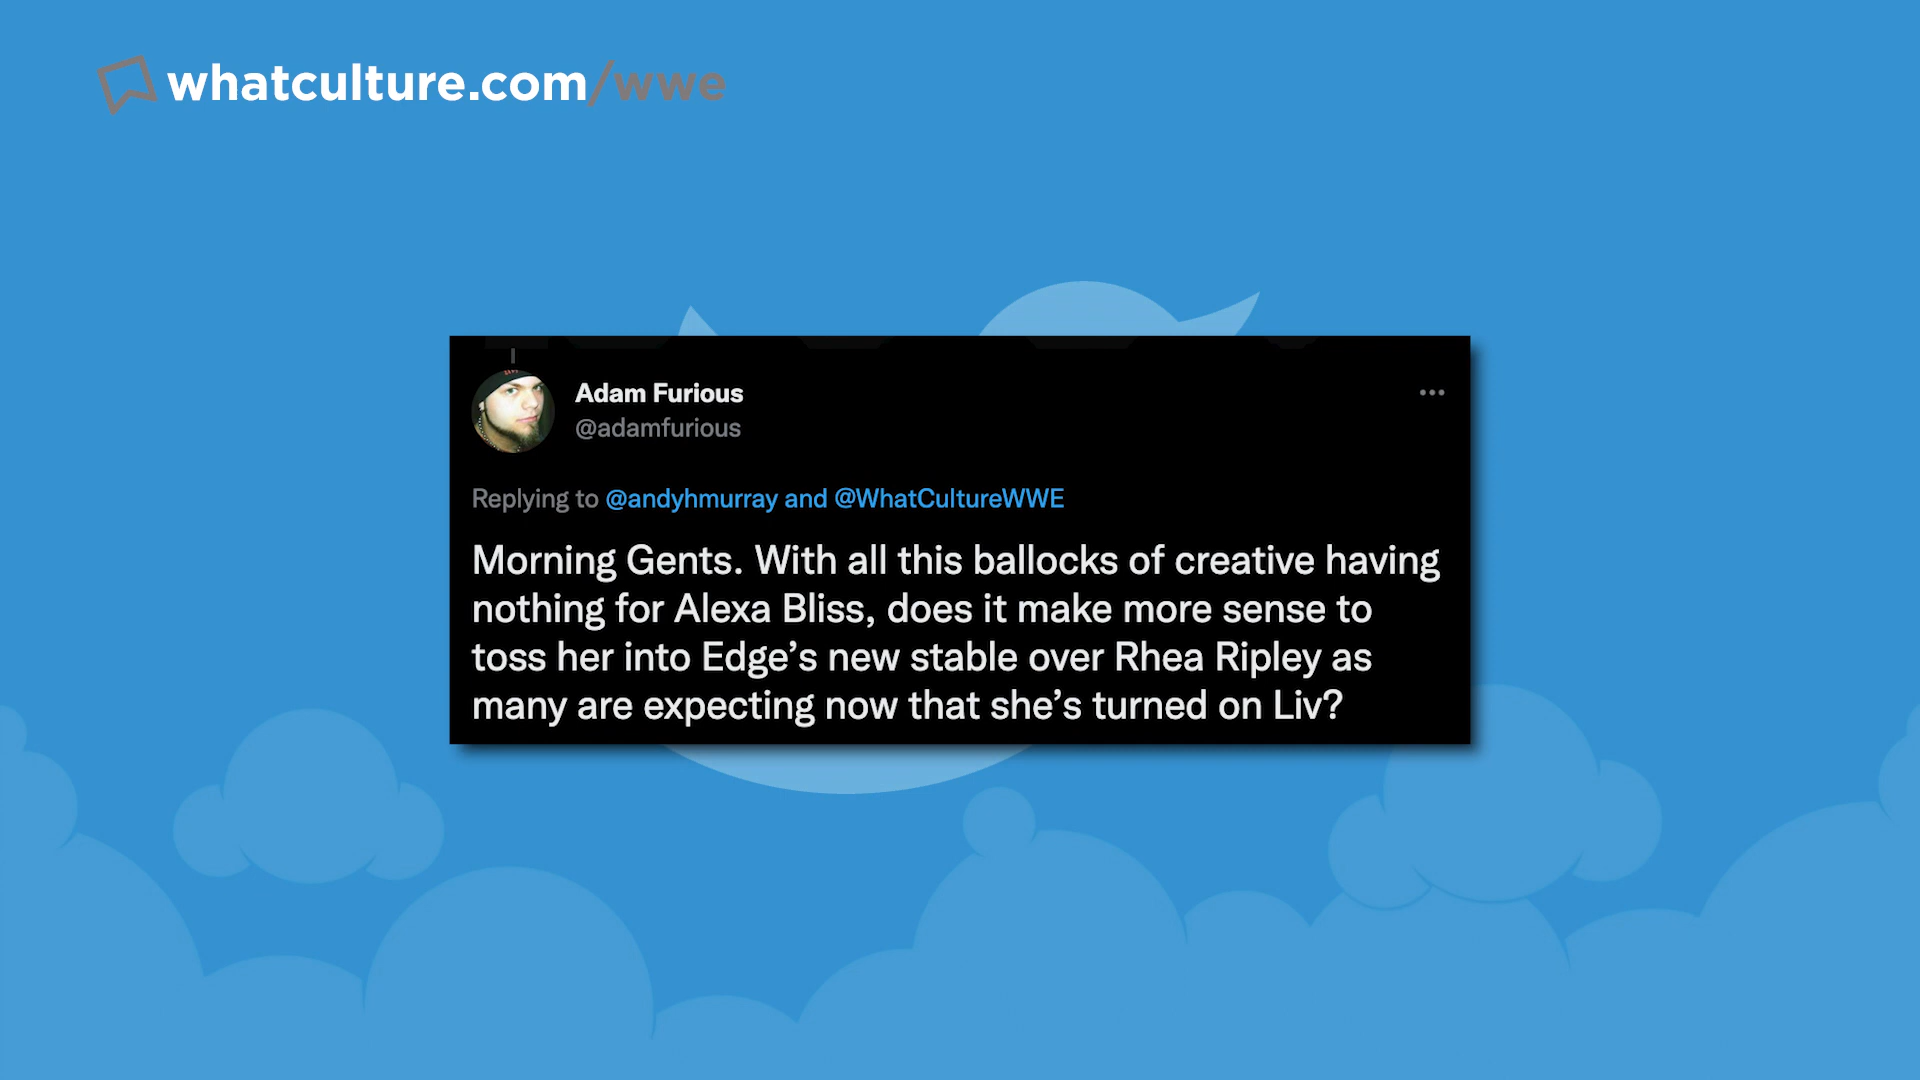 whatculture.com/wwe
Adam Furious
@adamfurious
Replying to @andyhmurray and @WhatCultureWWE
Morning Gents. With all this ballocks of creative having
nothing for Alexa Bliss, does it make more sense to
toss her into Edge’s new stable over Rhea Ripley as
many are expecting now that she’s turned on Liv?